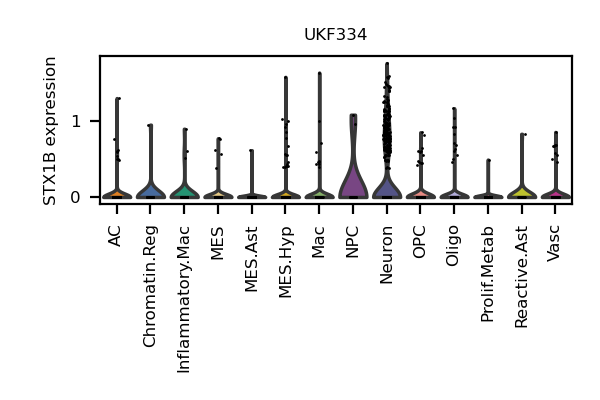 UKF334
STX1B expression
1
0
AC
Chromatin.Reg
Inflammatory.Mac
MES
MES.Ast
MES.Hyp
Mac
NPC
Neuron
OPC
Oligo
Prolif.Metab
Reactive.Ast
Vasc